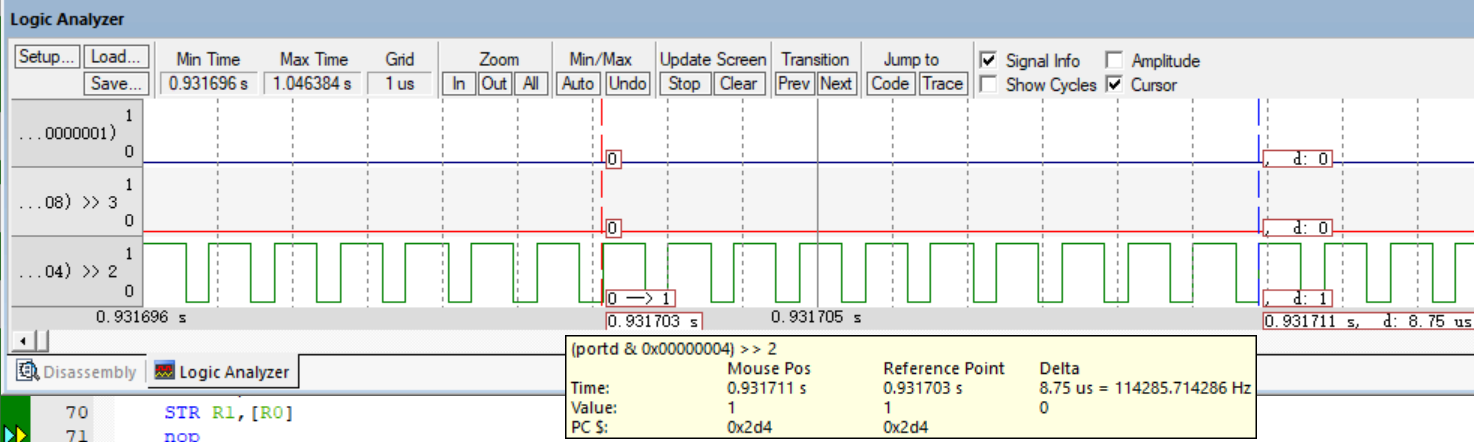 Logic Analyzer
Setup... Load... Min Time Max Time Grid Zoom Min/Max Update Screen Transition Jump to Signal Info Amplitude
Save... 0.931696 s 1.046384 s 1 us In Out All Auto Undo Stop Clear Prev Next Code Trace Show Cycles Cursor
1
...0000001)
0
0
, d: 0
1
...08) >> 3
0
0
, d: 0
1
...04) >> 2
0
0 —> 1
, d: 1
0.931696 s
0.931703 s
0.931705 s
0.931711 s, d: 8.75 us
(portd & 0x00000004) >> 2
Mouse Pos Reference Point Delta
Time: 0.931711 s 0.931703 s 8.75 us = 114285.714286 Hz
Value: 1 1 0
PC $: 0x2d4 0x2d4
Disassembly Logic Analyzer
70 STR R1,[R0]
71 nop